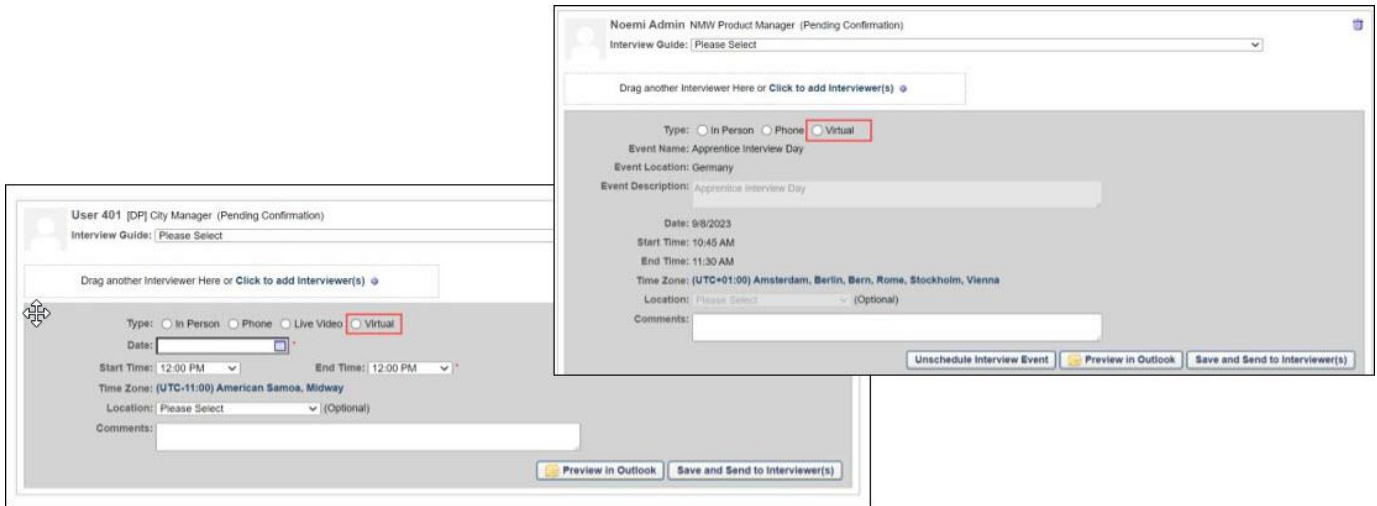 Noemi Admin NMW Product Manager (Pending Confirmation)
Interview Guide: Please Select
Drag another Interviewer Here or Click to add Interviewer(s)
Type: In Person Phone Virtual
Event Name: Apprentice Interview Day
Event Location: Germany
Event Description: Apprentice Interview Day
Date: 9/8/2023
Start Time: 10:45 AM
End Time: 11:30 AM
Time Zone: (UTC+01:00) Amsterdam, Berlin, Bern, Rome, Stockholm, Vienna
Location: Please Select (Optional)
Comments:
Unschedule Interview Event Preview in Outlook Save and Send to Interviewer(s)
User 401 [DP] City Manager (Pending Confirmation)
Interview Guide: Please Select
Drag another Interviewer Here or Click to add Interviewer(s)
Type: In Person Phone Live Video Virtual
Date: *
Start Time: 12:00 PM End Time: 12:00 PM *
Time Zone: (UTC-11:00) American Samoa, Midway
Location: Please Select (Optional)
Comments:
Preview in Outlook Save and Send to Interviewer(s)